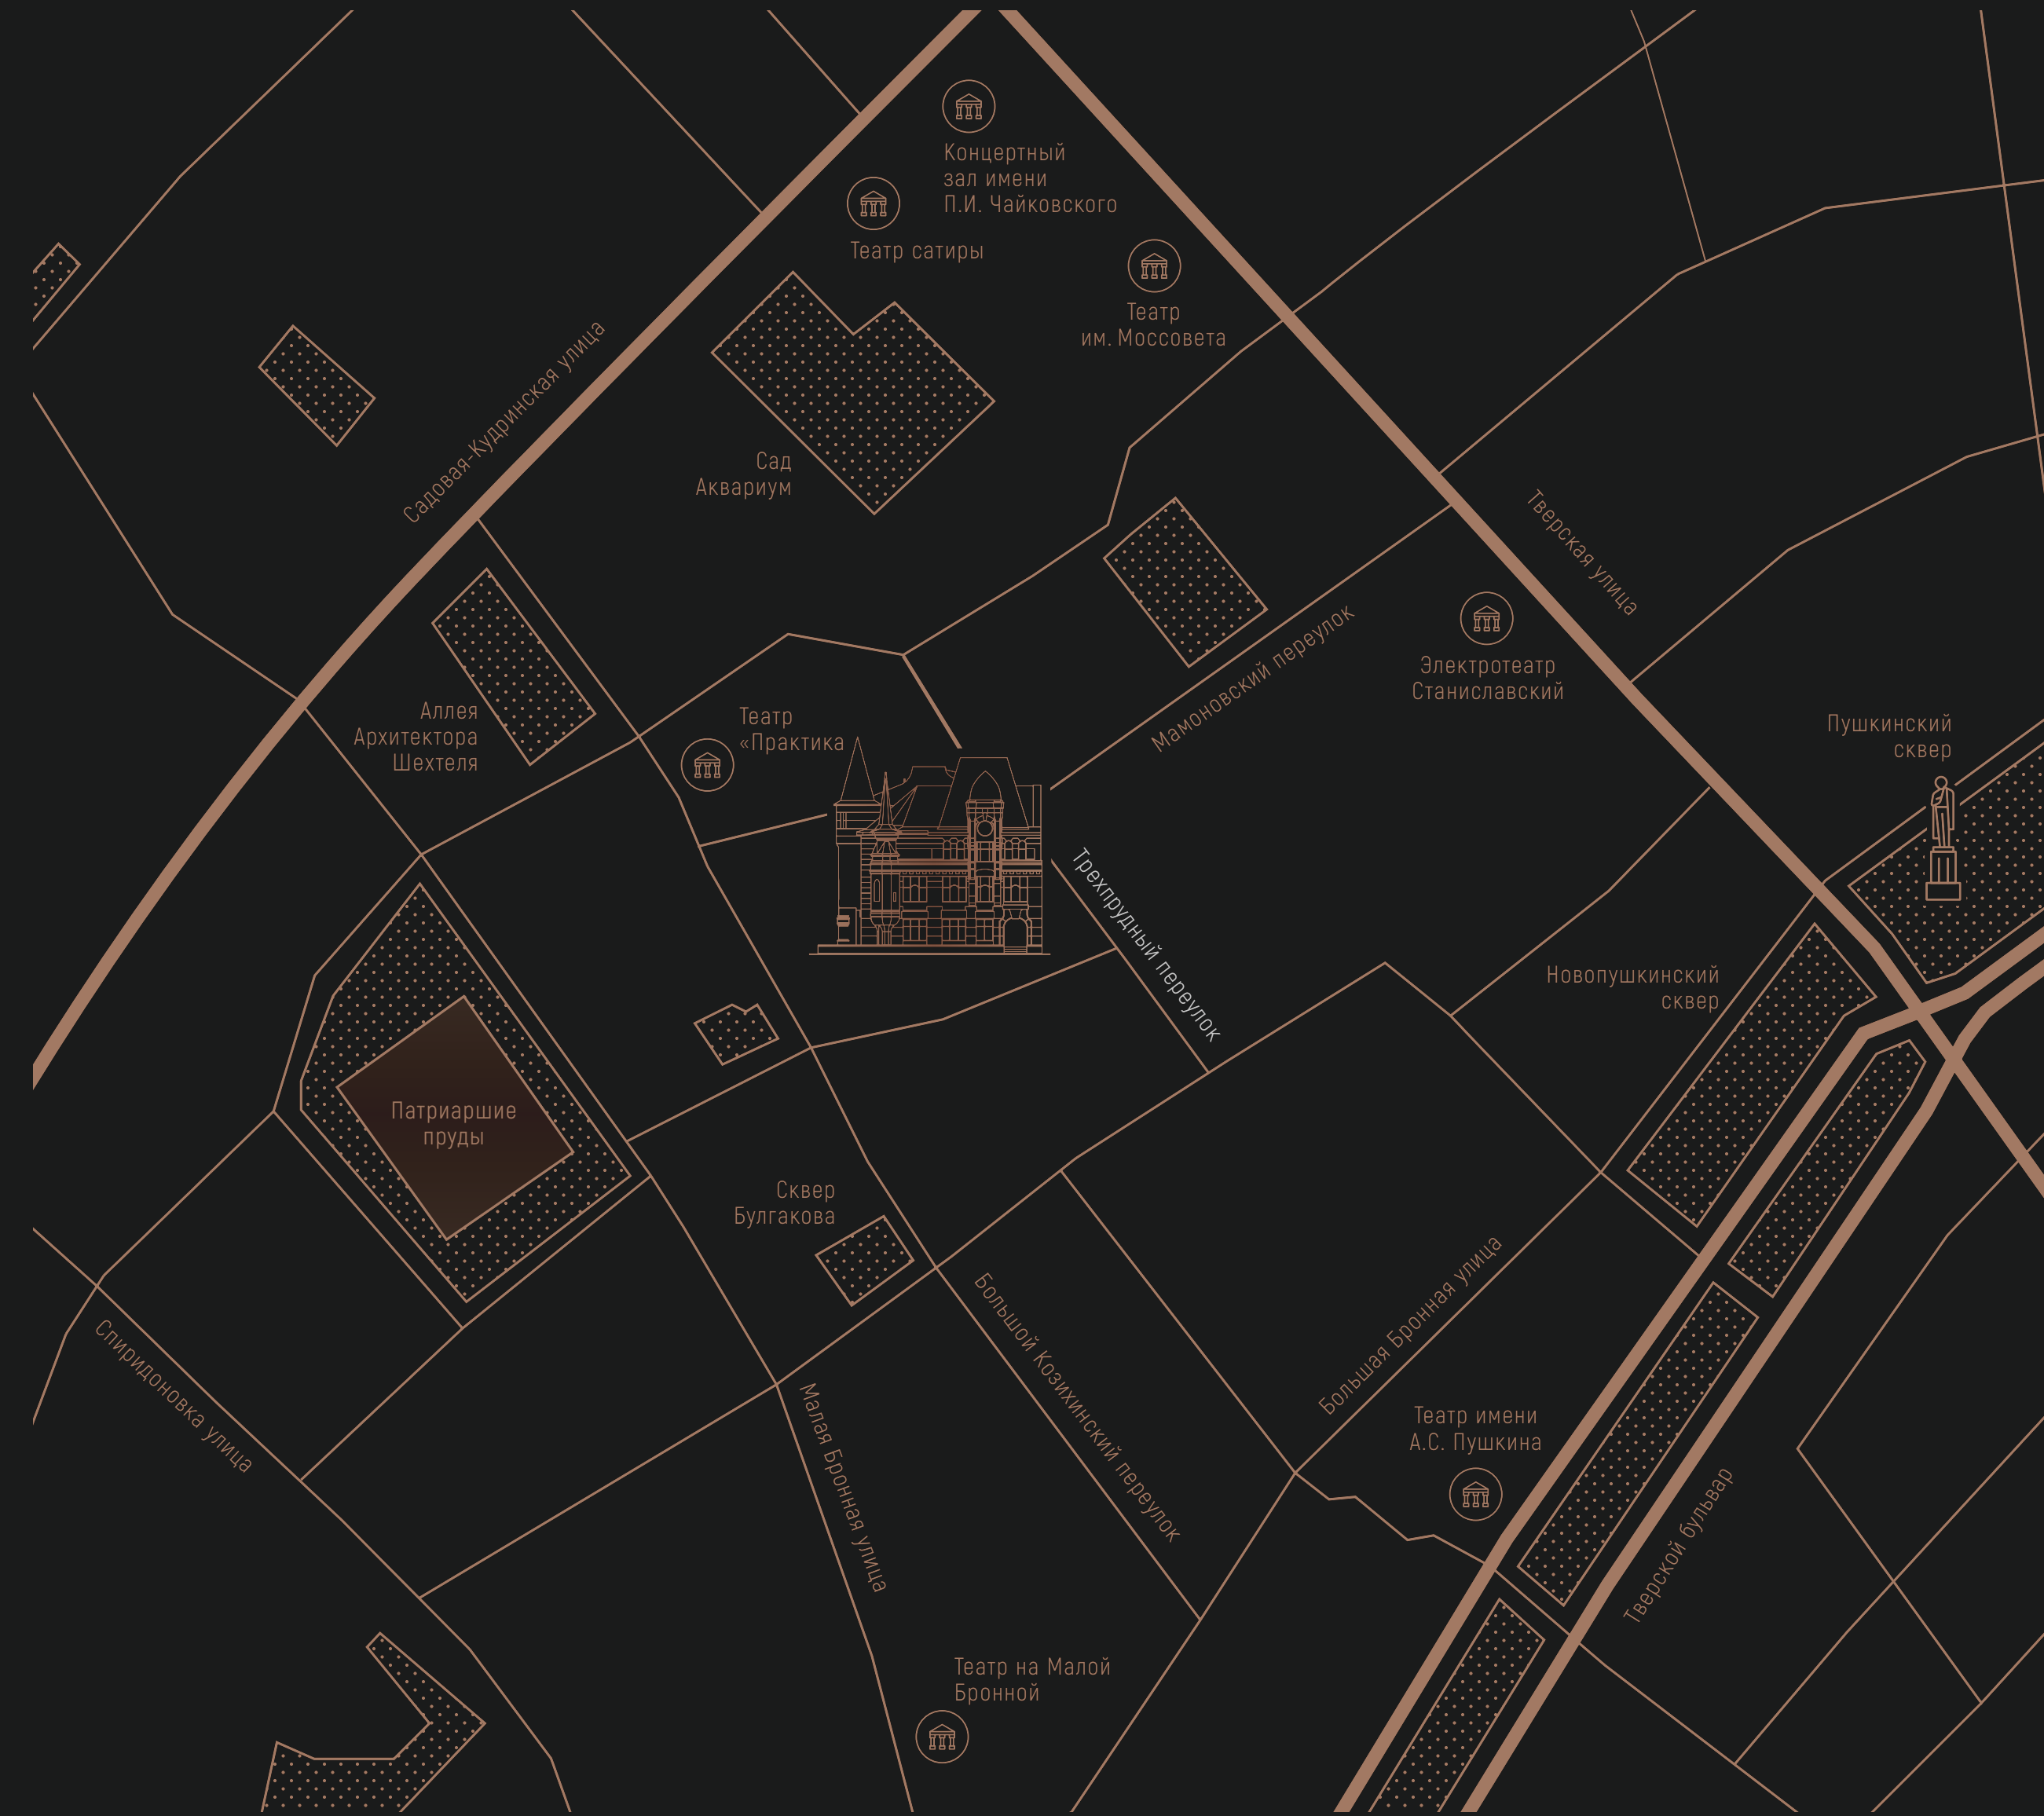 Концертный
зал имени
П.И. Чайковского
Театр сатиры
Театр
им. Моссовета
Садовая-Кудринская улица
Сад
Аквариум
Тверская улица
Мамоновский переулок
Электротеатр
Станиславский
Аллея
Архитектора
Шехтеля
Театр
«Практика
Пушкинский
сквер
Трехпрудный переулок
Новопушкинский
сквер
Патриаршие
пруды
Сквер
Булгакова
Большой Козихинский переулок
Большая Бронная улица
Спиридоновка улица
Малая Бронная улица
Театр имени
А.С. Пушкина
Тверской бульвар
Театр на Малой
Бронной